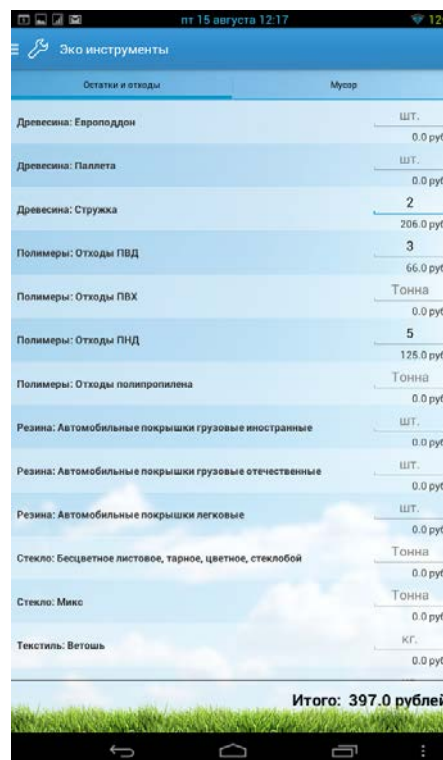 пт 15 августа 12:17
12
Эко инструменты
Остатки и отходы
Мусор
Древесина: Европоддон
шт.
0.0 руб
Древесина: Паллета
шт.
0.0 руб
Древесина: Стружка
2
206.0 руб
Полимеры: Отходы ПВД
3
66.0 руб
Полимеры: Отходы ПВХ
Тонна
0.0 руб
Полимеры: Отходы ПНД
5
125.0 руб
Полимеры: Отходы полипропилена
Тонна
0.0 руб
Резина: Автомобильные покрышки грузовые иностранные
шт.
0.0 руб
Резина: Автомобильные покрышки грузовые отечественные
шт.
0.0 руб
Резина: Автомобильные покрышки легковые
шт.
0.0 руб
Стекло: Бесцветное листовое, тарное, цветное, стеклобой
Тонна
0.0 руб
Стекло: Микс
Тонна
0.0 руб
Текстиль: Ветошь
кг.
0.0 руб
Итого: 397.0 рублей